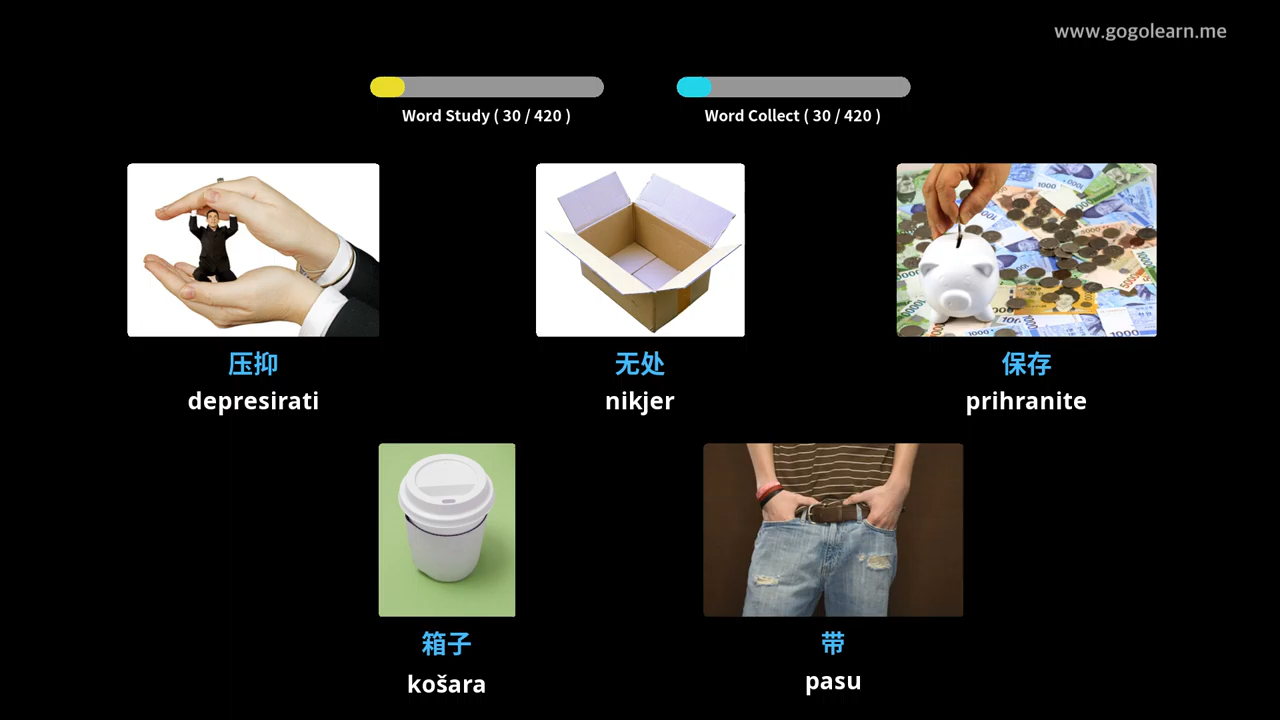 www.gogolearn.me
Word Study ( 30 / 420 )
Word Collect ( 30 / 420 )
压抑
depresirati
无处
nikjer
保存
prihranite
箱子
košara
带
pasu